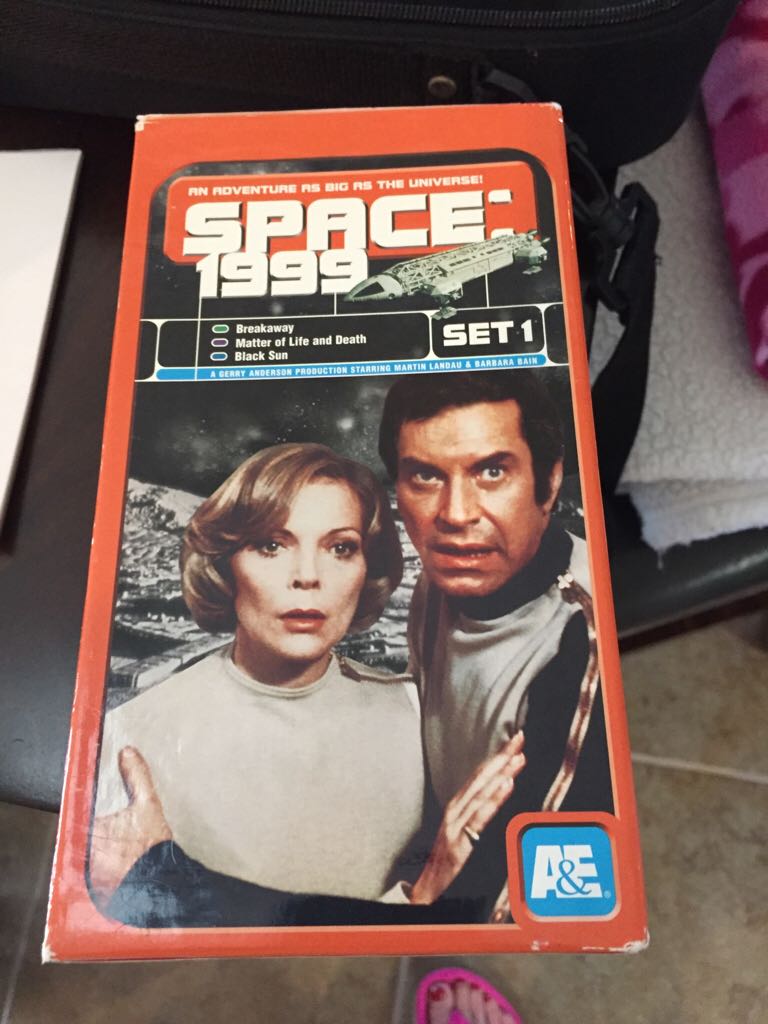 AN ADVENTURE AS BIG AS THE UNIVERSE!
SPACE:
1999
Breakaway
Matter of Life and Death
Black Sun
SET 1
A GERRY ANDERSON PRODUCTION STARRING MARTIN LANDAU & BARBARA BAIN
A&E®